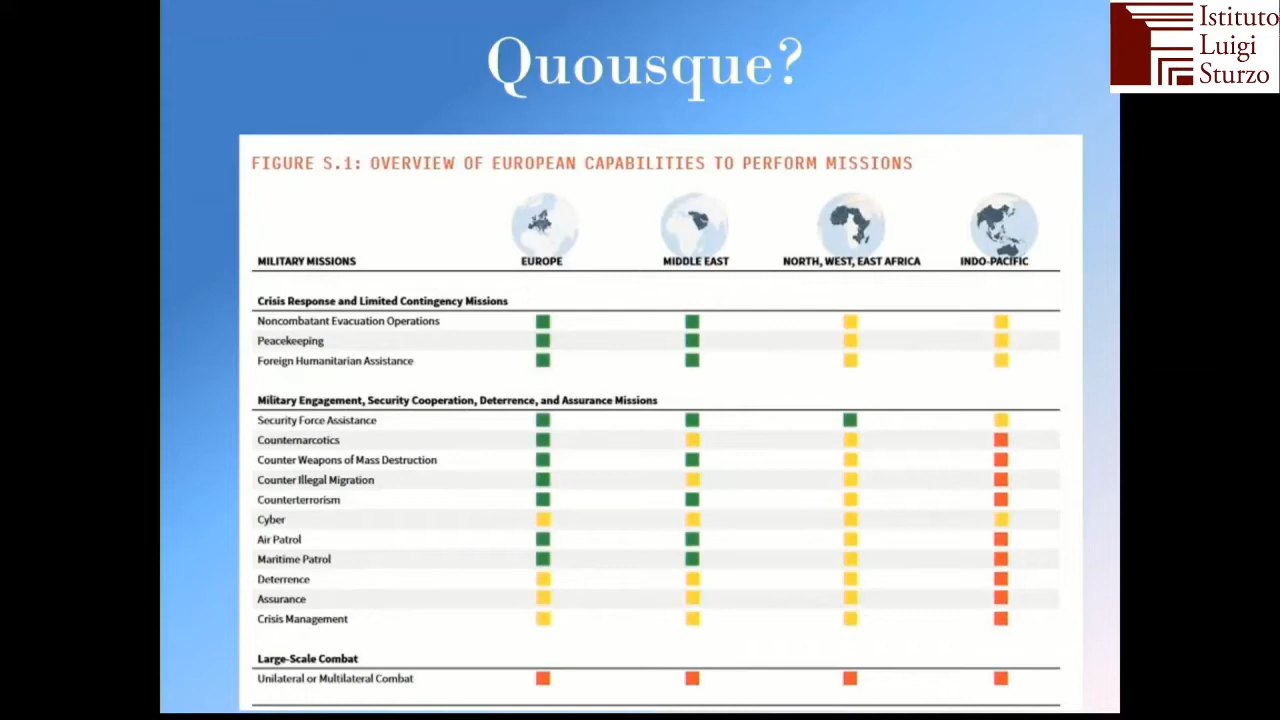 Quousque?
Istituto
Luigi
Sturzo
FIGURE S.1: OVERVIEW OF EUROPEAN CAPABILITIES TO PERFORM MISSIONS
MILITARY MISSIONS EUROPE MIDDLE EAST NORTH, WEST, EAST AFRICA INDO-PACIFIC
Crisis Response and Limited Contingency Missions
Noncombatant Evacuation Operations
Peacekeeping
Foreign Humanitarian Assistance
Military Engagement, Security Cooperation, Deterrence, and Assurance Missions
Security Force Assistance
Counternarcotics
Counter Weapons of Mass Destruction
Counter Illegal Migration
Counterterrorism
Cyber
Air Patrol
Maritime Patrol
Deterrence
Assurance
Crisis Management
Large-Scale Combat
Unilateral or Multilateral Combat